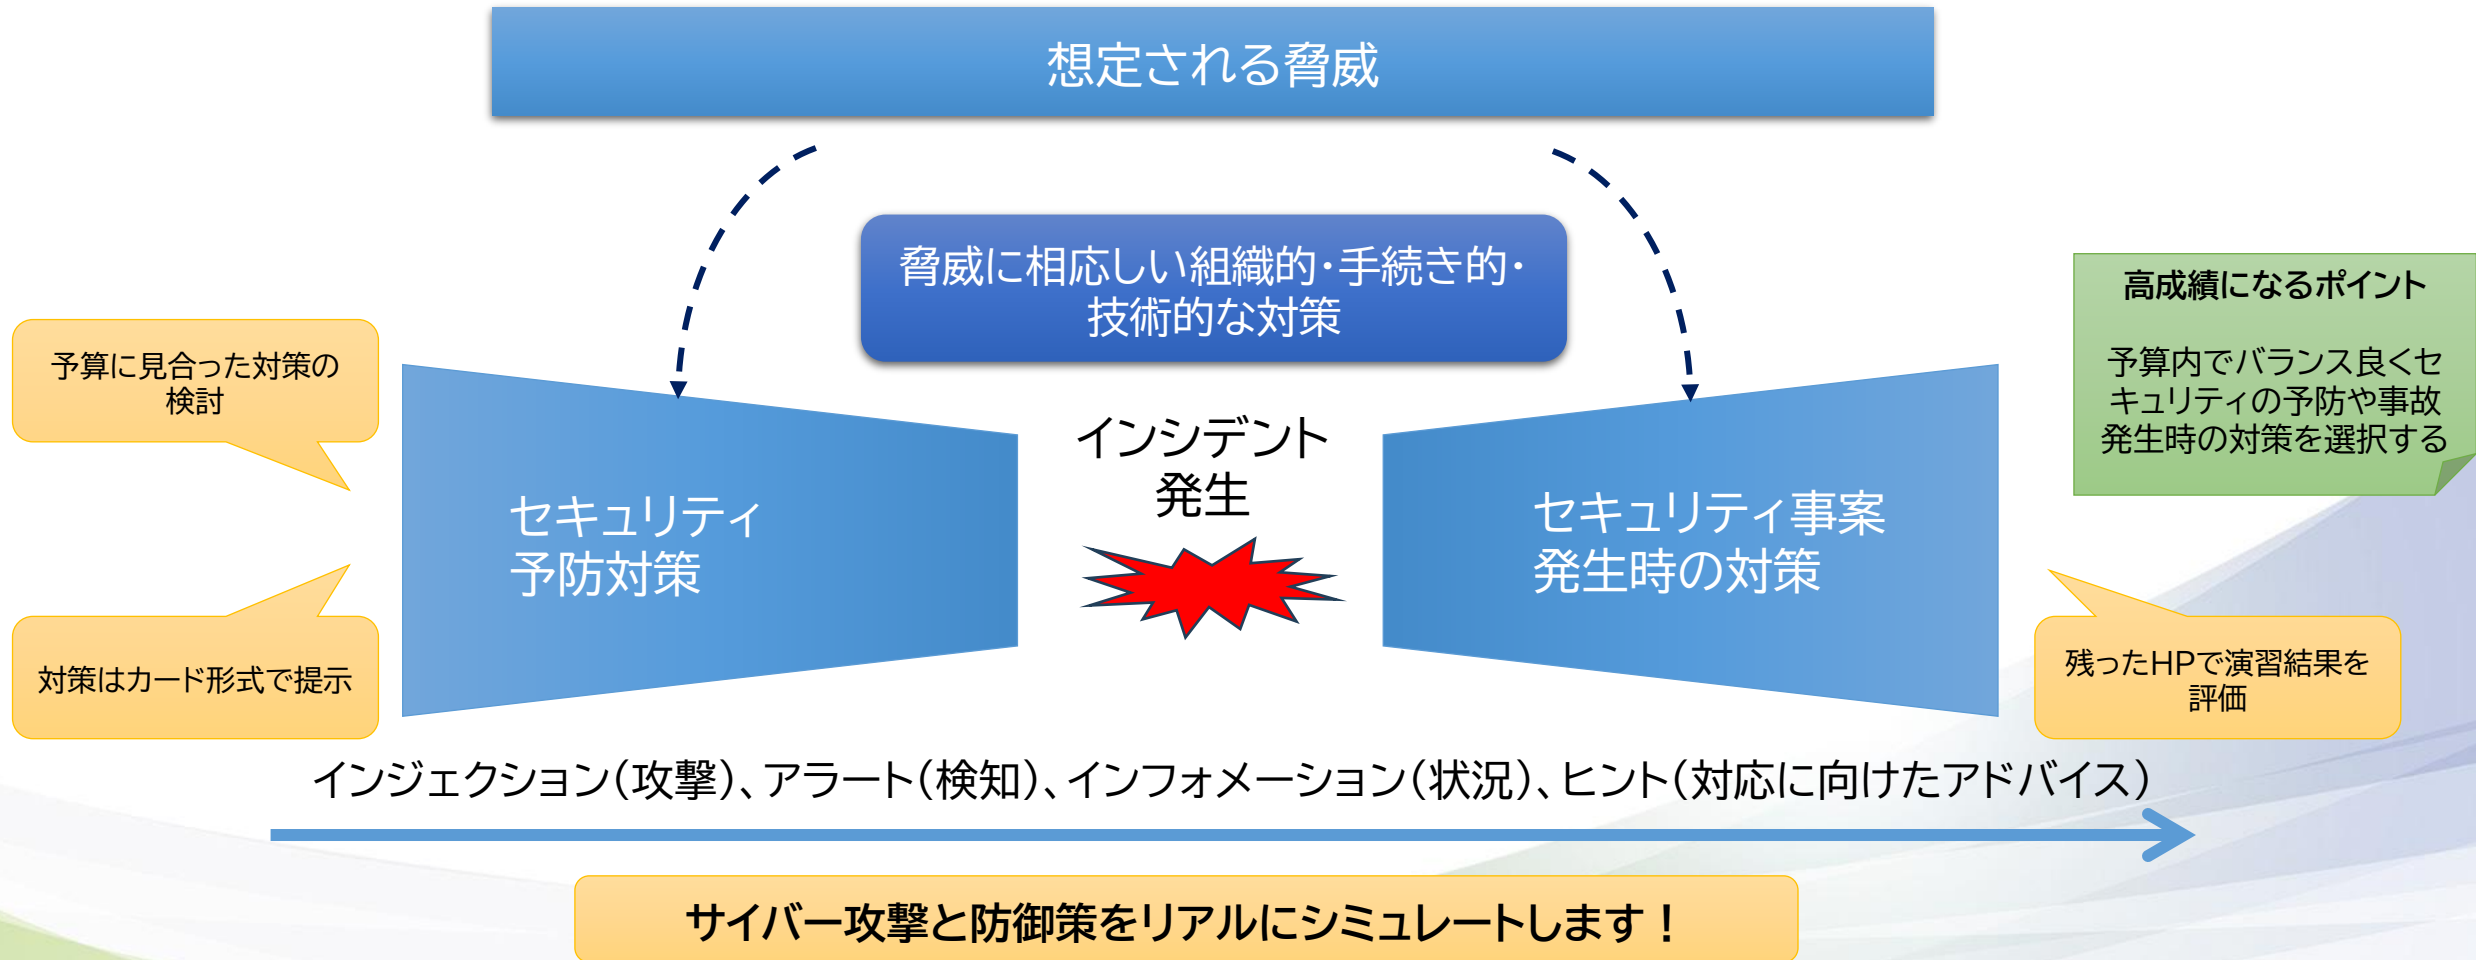 想定される脅威
脅威に相応しい組織的・手続き的・
技術的な対策
予算に見合った対策の
検討
対策はカード形式で提示
セキュリティ
予防対策
インシデント
発生
セキュリティ事案
発生時の対策
高成績になるポイント
予算内でバランス良くセ
キュリティの予防や事故
発生時の対策を選択する
残ったHPで演習結果を
評価
インジェクション(攻撃)、アラート(検知)、インフォメーション(状況)、ヒント(対応に向けたアドバイス)
サイバー攻撃と防御策をリアルにシミュレートします！